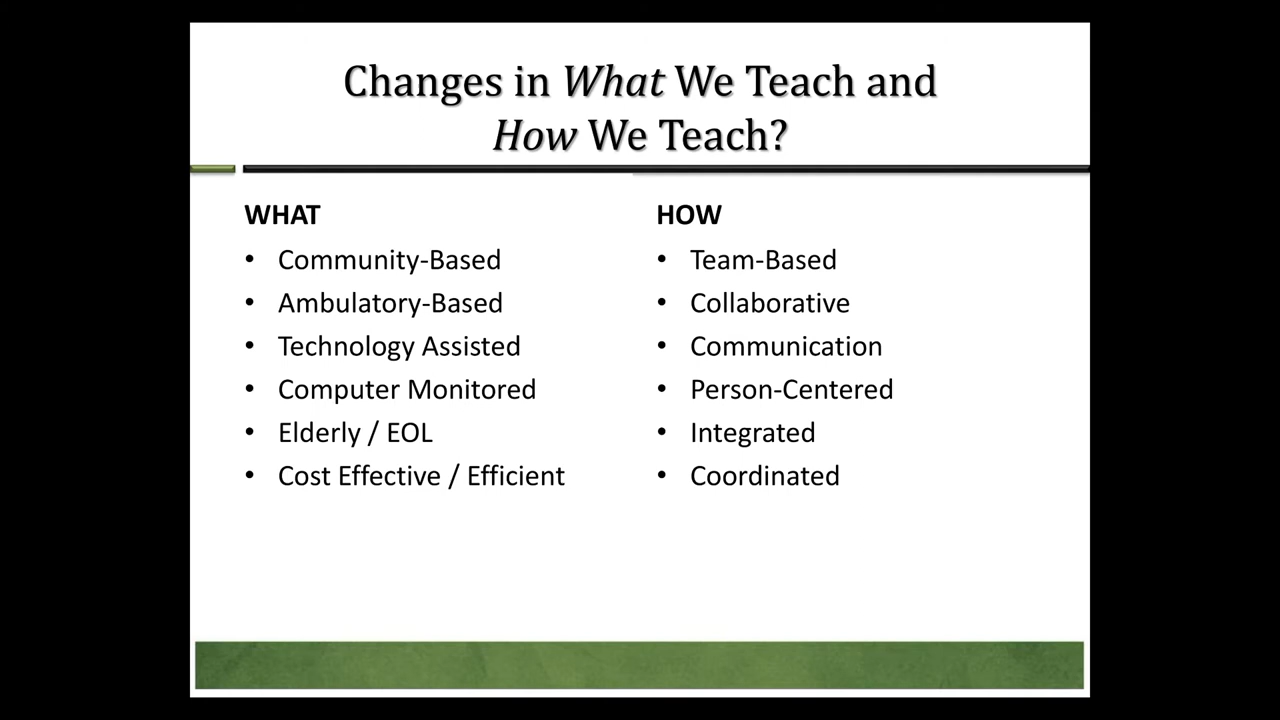 Changes in What We Teach and
How We Teach?
WHAT
• Community-Based
• Ambulatory-Based
• Technology Assisted
• Computer Monitored
• Elderly / EOL
• Cost Effective / Efficient
HOW
• Team-Based
• Collaborative
• Communication
• Person-Centered
• Integrated
• Coordinated